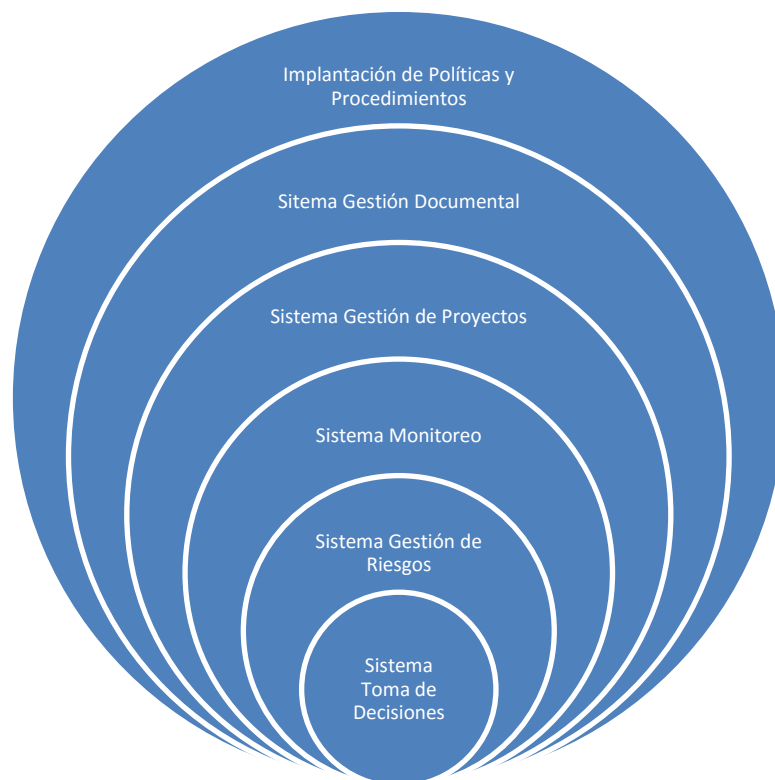 Implantación de Políticas y
Procedimientos
Sitema Gestión Documental
Sistema Gestión de Proyectos
Sistema Monitoreo
Sistema Gestión de
Riesgos
Sistema
Toma de
Decisiones